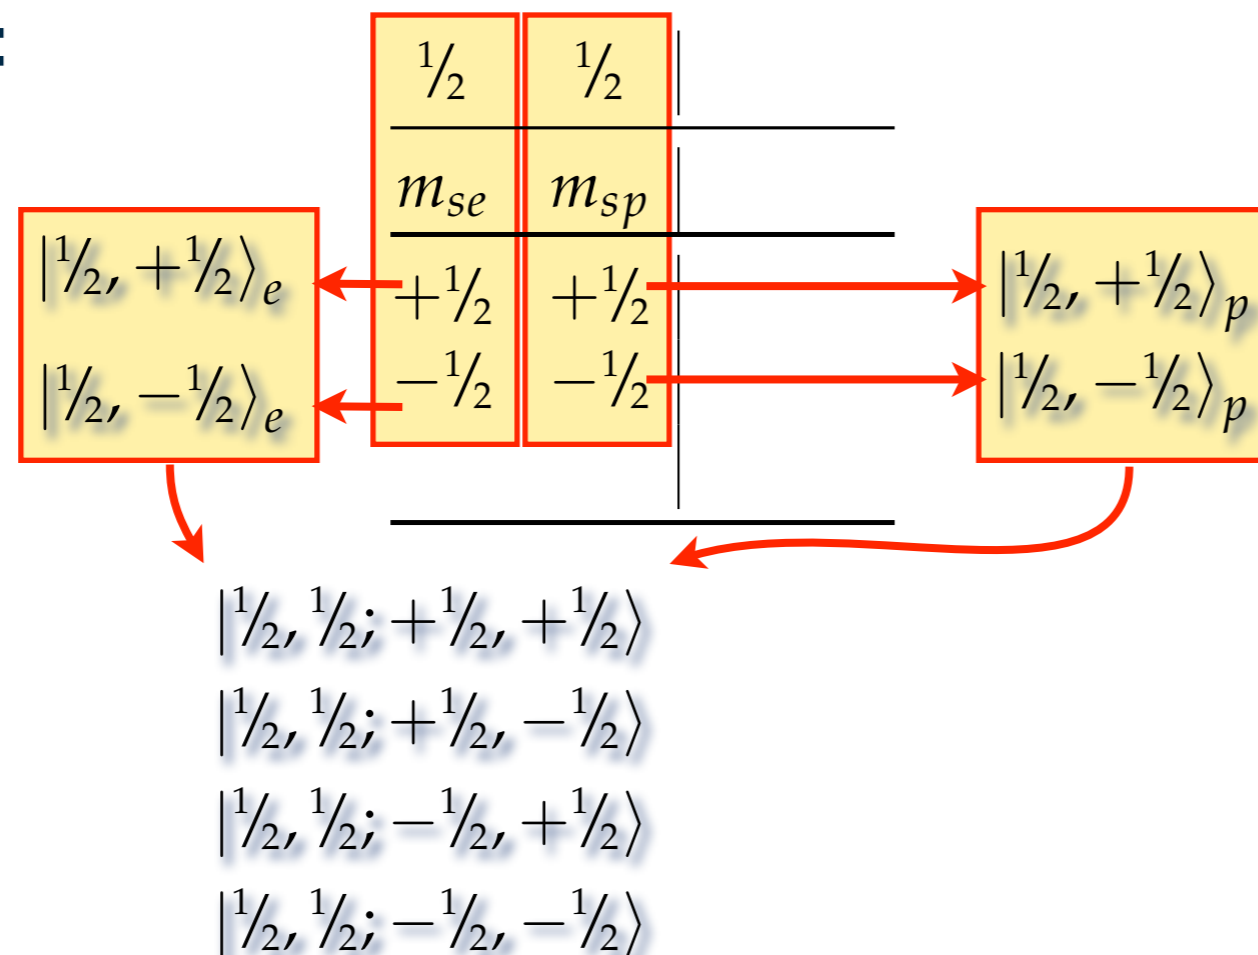 :
½ ½
m_se m_sp
|½, +½⟩_e +½ +½ |½, +½⟩_p
|½, −½⟩_e −½ −½ |½, −½⟩_p
|½, ½; +½, +½⟩
|½, ½; +½, −½⟩
|½, ½; −½, +½⟩
|½, ½; −½, −½⟩